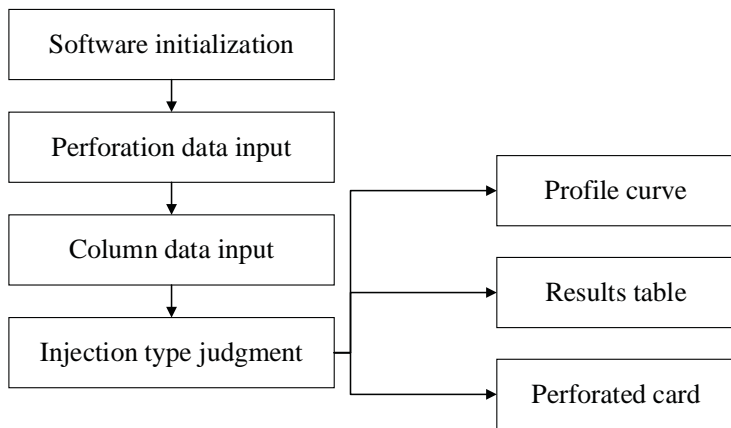 Software initialization
Perforation data input
Column data input
Injection type judgment
Profile curve
Results table
Perforated card